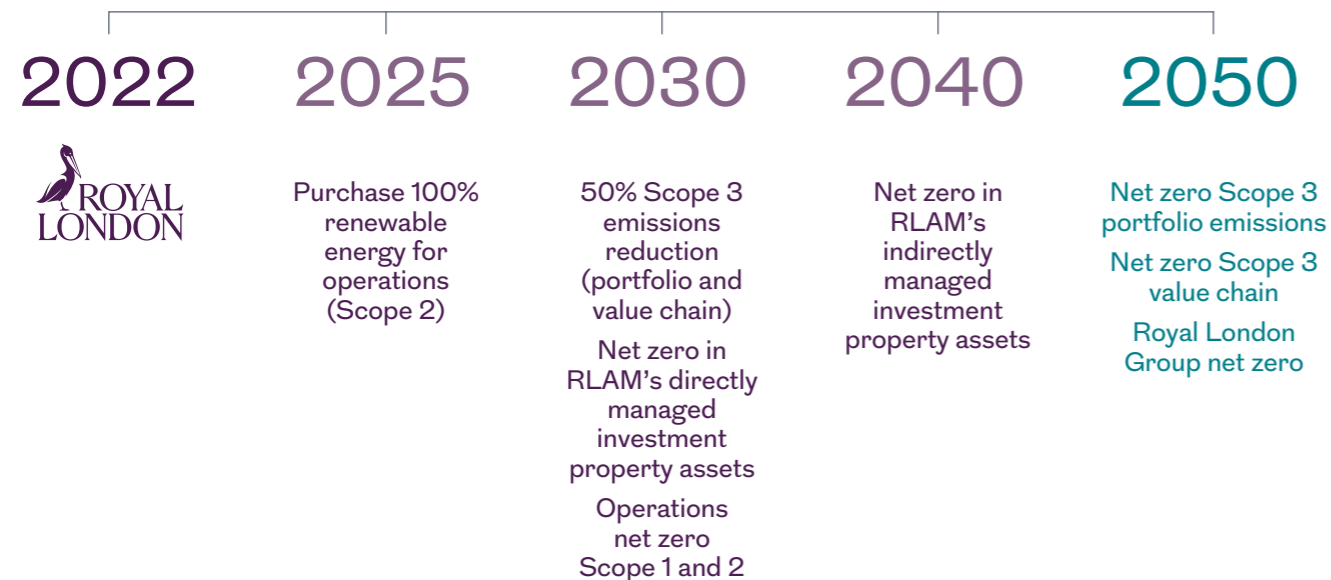 2022
ROYAL
LONDON
2025
Purchase 100%
renewable
energy for
operations
(Scope 2)
2030
50% Scope 3
emissions
reduction
(portfolio and
value chain)
Net zero in
RLAM’s directly
managed
investment
property assets
Operations
net zero
Scope 1 and 2
2040
Net zero in
RLAM’s
indirectly
managed
investment
property assets
2050
Net zero Scope 3
portfolio emissions
Net zero Scope 3
value chain
Royal London
Group net zero